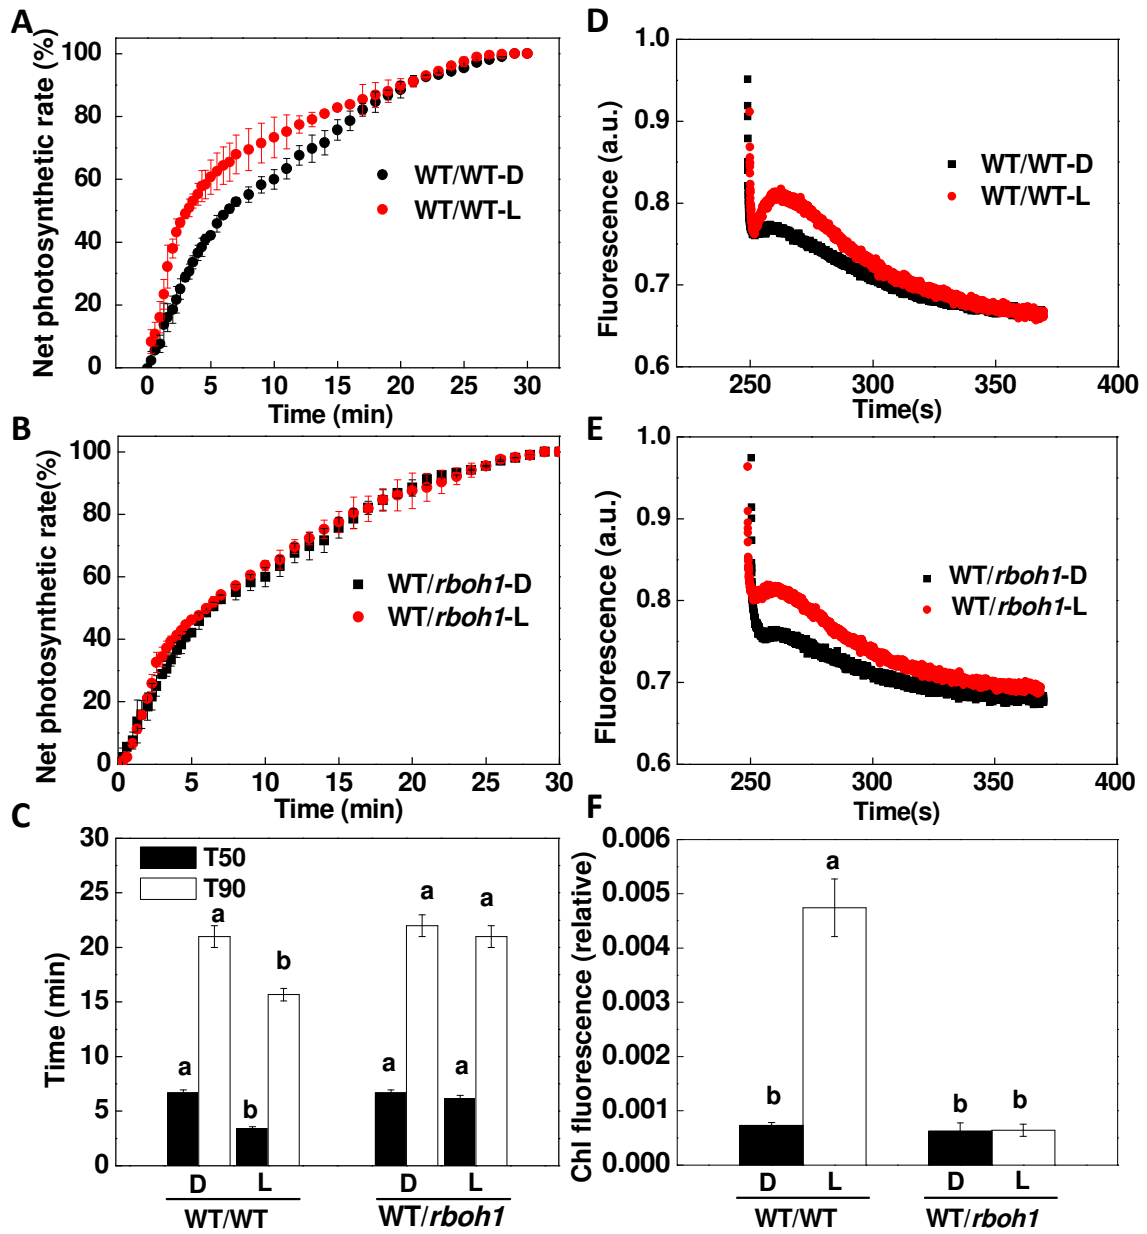 A
Net photosynthetic rate (%)
100
80
60
40
20
0
WT/WT-D
WT/WT-L
0 5 10 15 20 25 30
Time (min)
D
Fluorescence (a.u.)
1.0
0.9
0.8
0.7
0.6
WT/WT-D
WT/WT-L
250 300 350 400
Time(s)
B
Net photosynthetic rate(%)
100
80
60
40
20
0
WT/rboh1-D
WT/rboh1-L
0 5 10 15 20 25 30
Time (min)
E
Fluorescence (a.u.)
1.0
0.9
0.8
0.7
0.6
WT/rboh1-D
WT/rboh1-L
250 300 350 400
Time(s)
C
Time (min)
30
25
20
15
10
5
0
T50
T90
a a b b a a a a
D L D L
WT/WT WT/rboh1
F
Chl fluorescence (relative)
0.006
0.005
0.004
0.003
0.002
0.001
0.000
b a b b
D L D L
WT/WT WT/rboh1